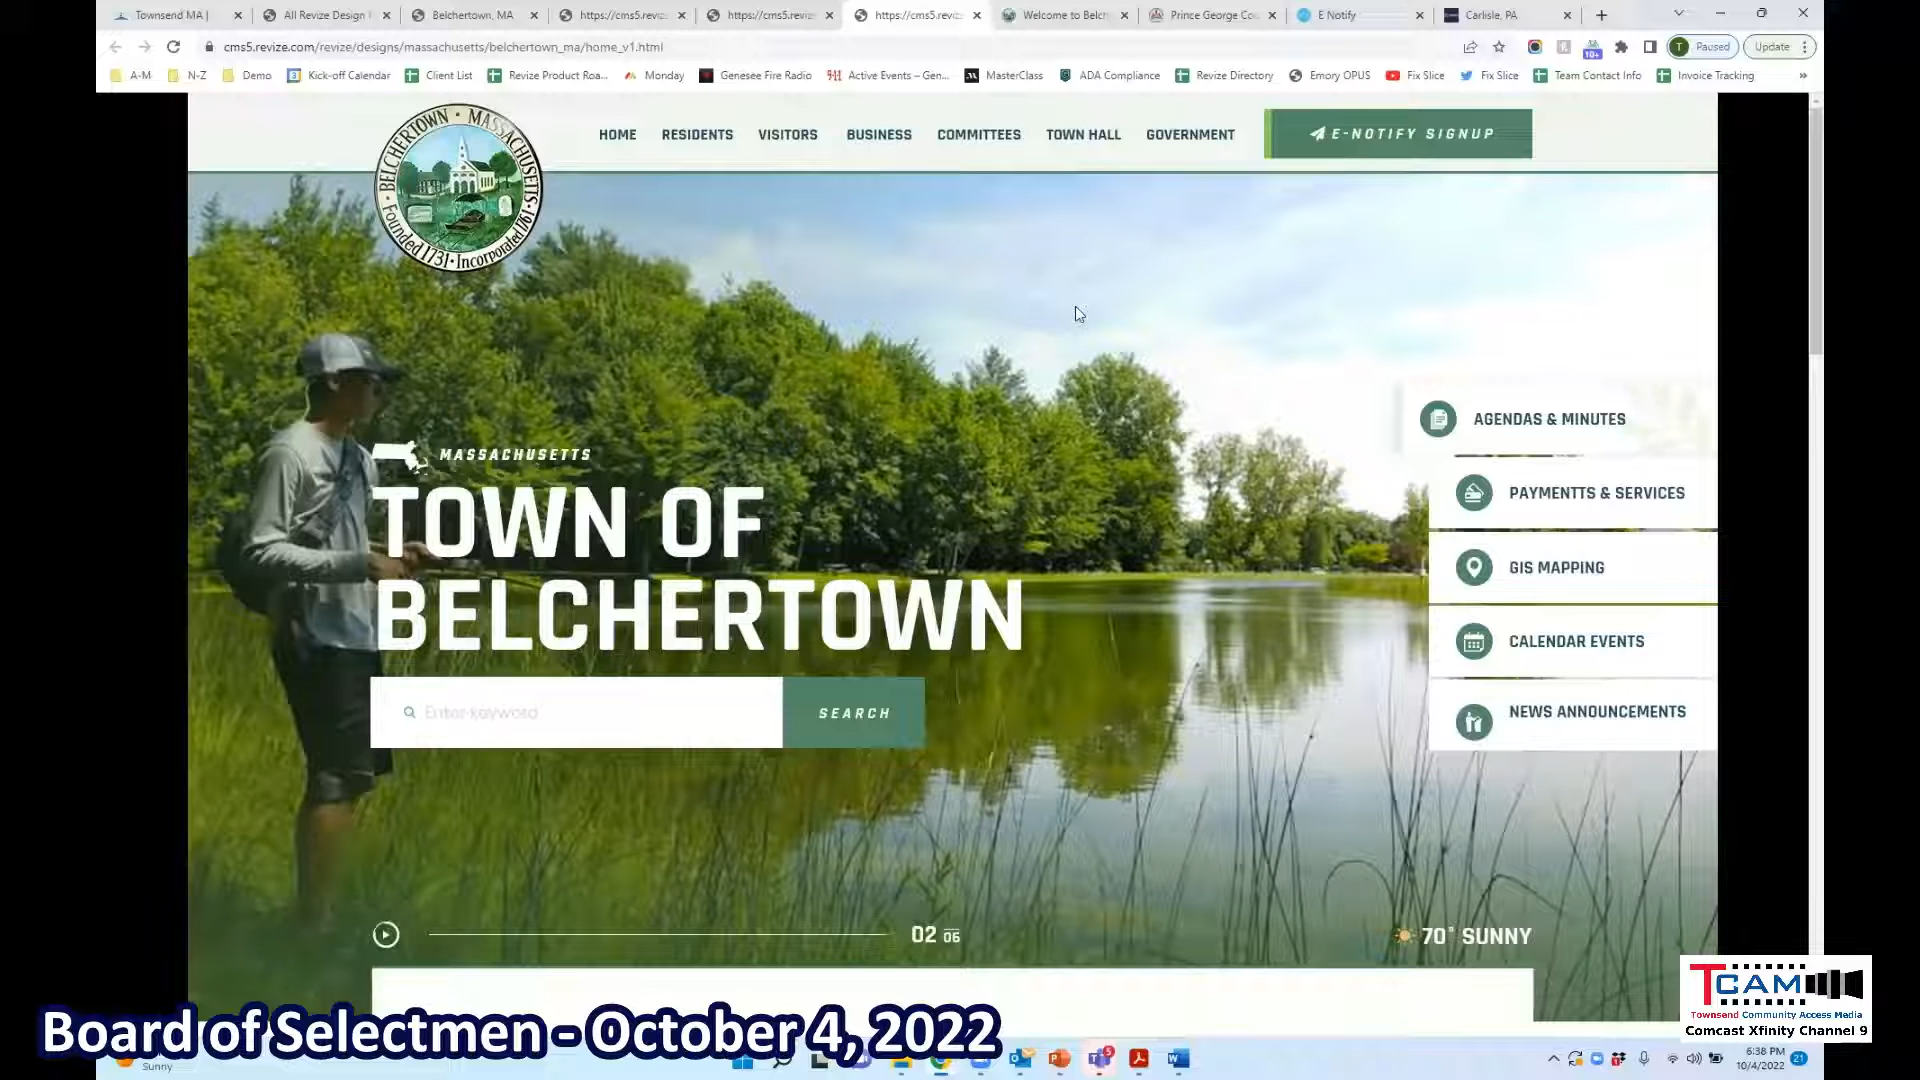 Townsend MA |
All Revize Design
Belchertown, MA
https://cms5.reviz
https://cms5.reviz
https://cms5.reviz
Welcome to Belch
Prince George Co
E Notify
Carlisle, PA
cms5.revize.com/revize/designs/massachusetts/belchertown_ma/home_v1.html
10+
T Paused
Update
A-M
N-Z
Demo
Kick-off Calendar
Client List
Revize Product Roa...
Monday
Genesee Fire Radio
Active Events – Gen...
MasterClass
ADA Compliance
Revize Directory
Emory OPUS
Fix Slice
Fix Slice
Team Contact Info
Invoice Tracking
»
BELCHERTOWN • MASSACHUSETTS
Founded 1731 • Incorporated 1761
HOME
RESIDENTS
VISITORS
BUSINESS
COMMITTEES
TOWN HALL
GOVERNMENT
E-NOTIFY SIGNUP
MASSACHUSETTS
TOWN OF
BELCHERTOWN
Enter keyword
SEARCH
AGENDAS & MINUTES
PAYMENTTS & SERVICES
GIS MAPPING
CALENDAR EVENTS
NEWS ANNOUNCEMENTS
02 06
70° SUNNY
TCAM
Townsend Community Access Media
Comcast Xfinity Channel 9
Board of Selectmen - October 4, 2022
Sunny
5
6:38 PM
10/4/2022
21